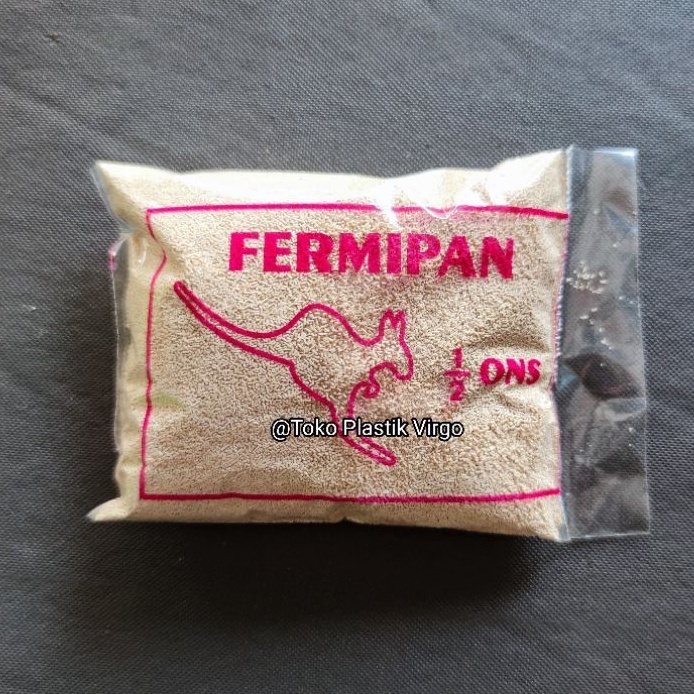 FERMIPAN
1/2 ONS
@Toko Plastik Virgo